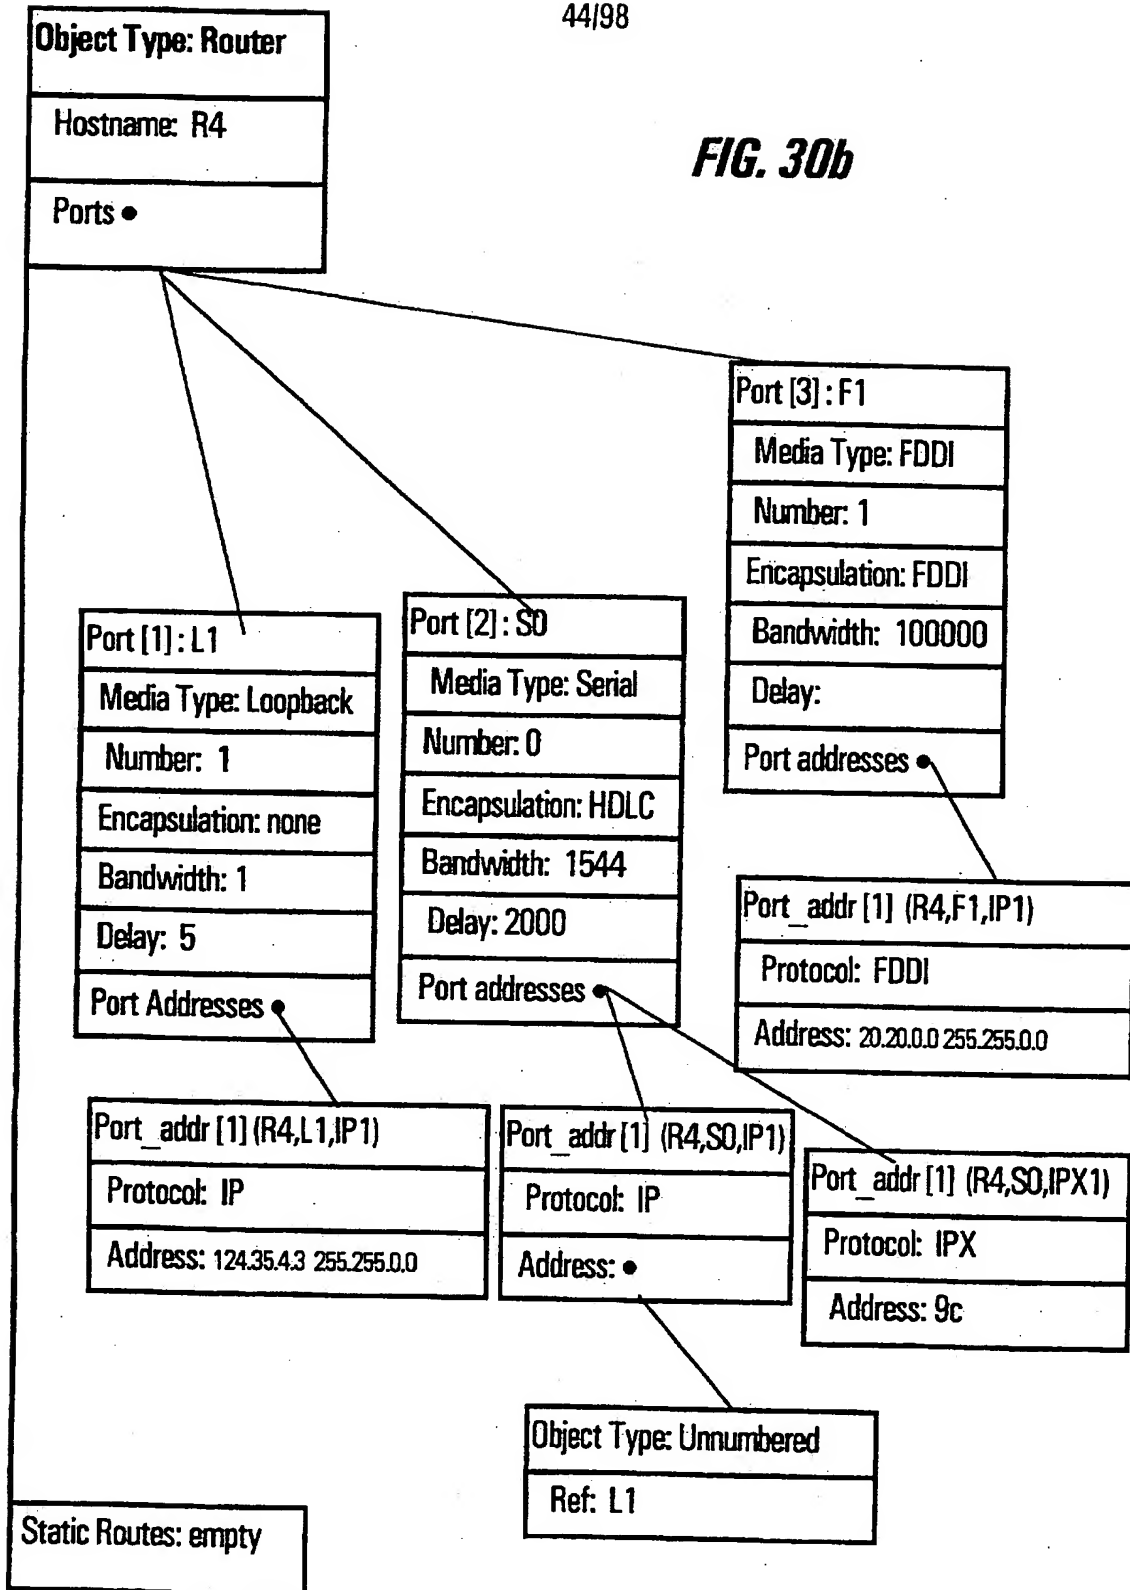 44/98
Object Type: Router
Hostname: R4
Ports
FIG. 30b
Port [3] : F1
Media Type: FDDI
Number: 1
Encapsulation: FDDI
Bandwidth: 100000
Delay:
Port addresses
Port [1] : L1
Media Type: Loopback
Number: 1
Encapsulation: none
Bandwidth: 1
Delay: 5
Port Addresses
Port [2] : S0
Media Type: Serial
Number: 0
Encapsulation: HDLC
Bandwidth: 1544
Delay: 2000
Port addresses
Port_addr [1] (R4,F1,IP1)
Protocol: FDDI
Address: 20.20.0.0 255.255.0.0
Port_addr [1] (R4,L1,IP1)
Protocol: IP
Address: 124.35.4.3 255.255.0.0
Port_addr [1] (R4,S0,IP1)
Protocol: IP
Address:
Port_addr [1] (R4,S0,IPX1)
Protocol: IPX
Address: 9c
Object Type: Unnumbered
Ref: L1
Static Routes: empty